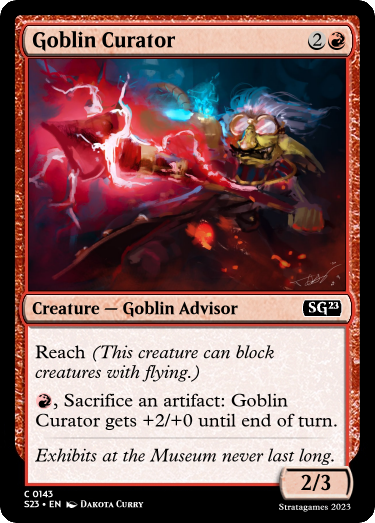 Goblin Curator 2
Creature — Goblin Advisor SG23
Reach (This creature can block
creatures with flying.)
, Sacrifice an artifact: Goblin
Curator gets +2/+0 until end of turn.
Exhibits at the Museum never last long.
2/3
C 0143
S23 • EN DAKOTA CURRY Stratagames 2023